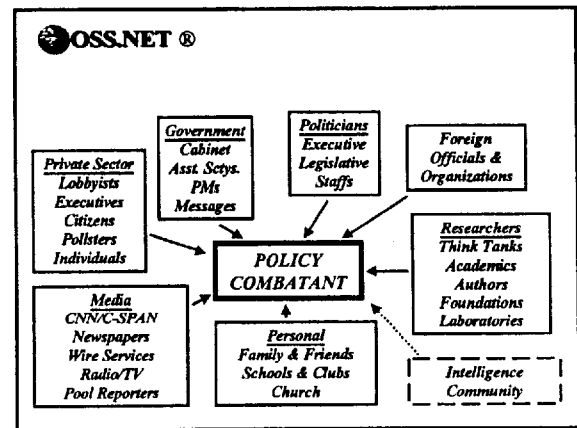 OSS.NET ®
Government
Cabinet
Asst. Sctys.
PMs
Messages
Politicians
Executive
Legislative
Staffs
Foreign
Officials &
Organizations
Private Sector
Lobbyists
Executives
Citizens
Pollsters
Individuals
POLICY
COMBATANT
Researchers
Think Tanks
Academics
Authors
Foundations
Laboratories
Media
CNN/C-SPAN
Newspapers
Wire Services
Radio/TV
Pool Reporters
Personal
Family & Friends
Schools & Clubs
Church
Intelligence
Community